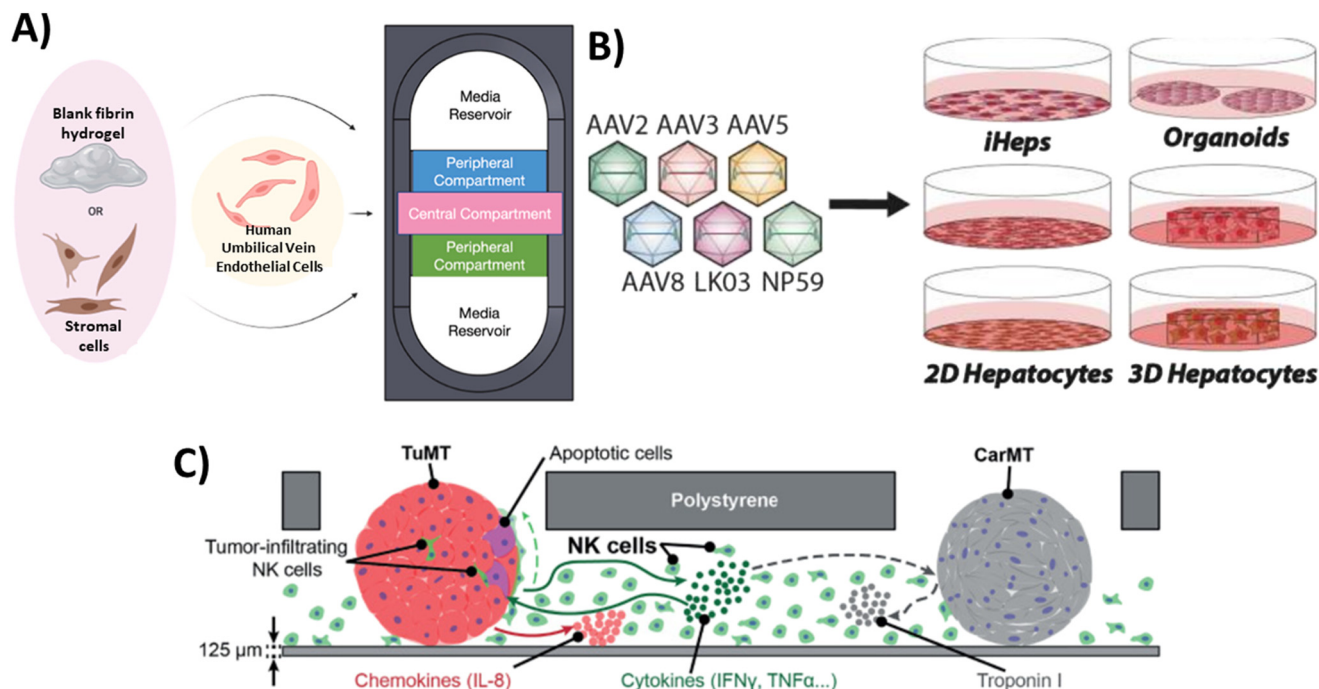 A)
Blank fibrin
hydrogel
OR
Stromal
cells
Human
Umbilical Vein
Endothelial Cells
Media
Reservoir
Peripheral
Compartment
Central Compartment
Peripheral
Compartment
Media
Reservoir
B)
AAV2 AAV3 AAV5
AAV8 LK03 NP59
iHeps
Organoids
2D Hepatocytes
3D Hepatocytes
C)
TuMT
Apoptotic cells
CarMT
Polystyrene
Tumor-infiltrating
NK cells
NK cells
125 μm
Chemokines (IL-8)
Cytokines (IFNγ, TNFα...)
Troponin I